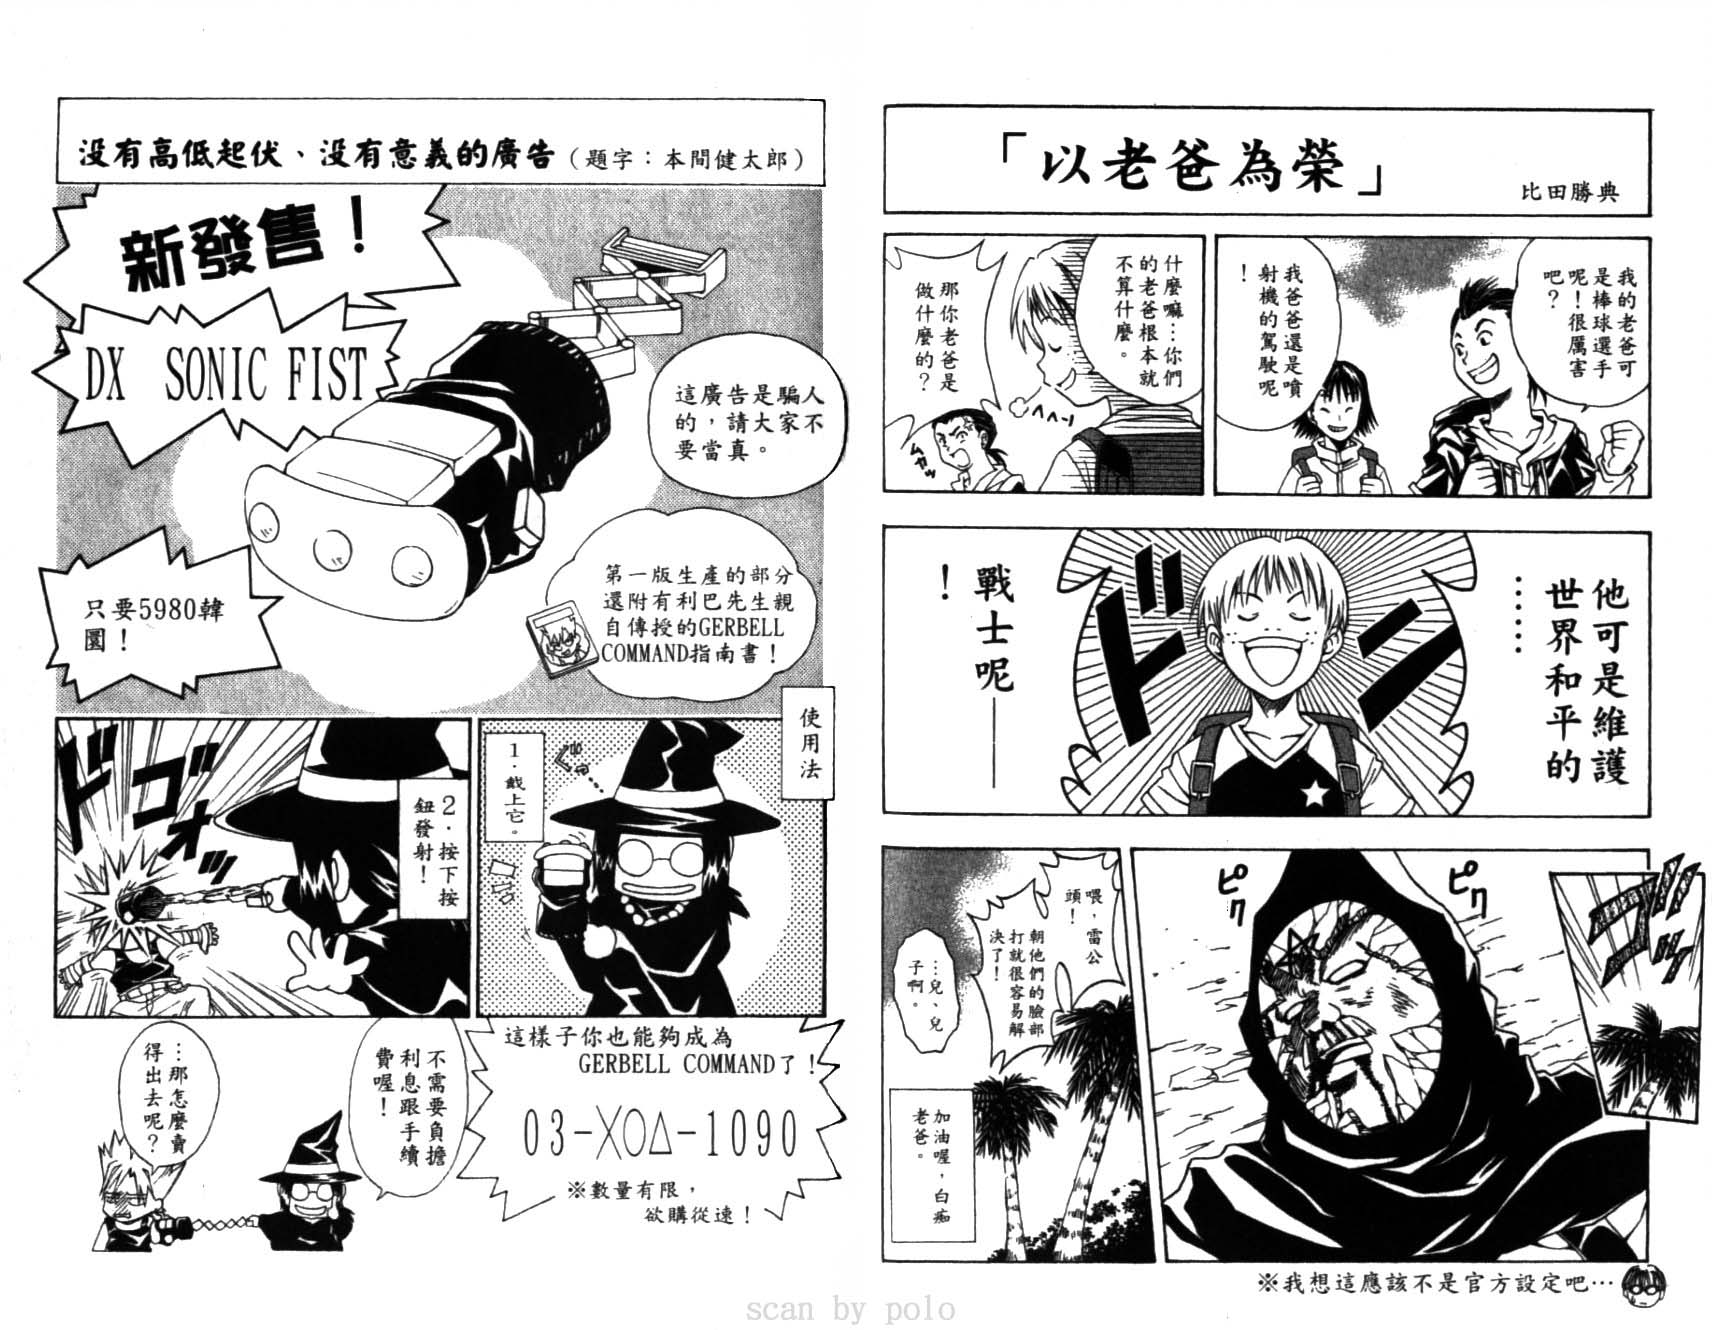 「以老爸為榮」
比田勝典
我的老爸可
是棒球選手
呢！很厲害
吧？
我爸爸還是噴
射機的駕駛呢
！
什麼嘛…你們
的老爸根本就
不算什麼。
ヘヘーン
那你老爸是
做什麼的？
ムカッ
他可是維護
世界和平的
……
戰士呢——
！
ドーン
ゴゴゴ
ピク
ピク
喂，雷公
頭！
朝他們的臉部
打就很容易解
決了！
…兒、兒
子啊。
加油喔，白痴
老爸。
※我想這應該不是官方設定吧…
没有高低起伏、没有意義的廣告（題字：本間健太郎）
新發售！
DX SONIC FIST
這廣告是騙人
的，請大家不
要當真。
第一版生產的部分
還附有利巴先生親
自傳授的GERBELL
COMMAND指南書！
只要5980韓
圜！
使用法
1．戴上它。
2．按下按
鈕發射！
ドゴォ
這樣子你也能夠成為
GERBELL COMMAND了！
03-╳○△-1090
※數量有限，
欲購從速！
不需要負擔
利息跟手續
費喔！
…那怎麼賣
得出去呢？
scan by polo